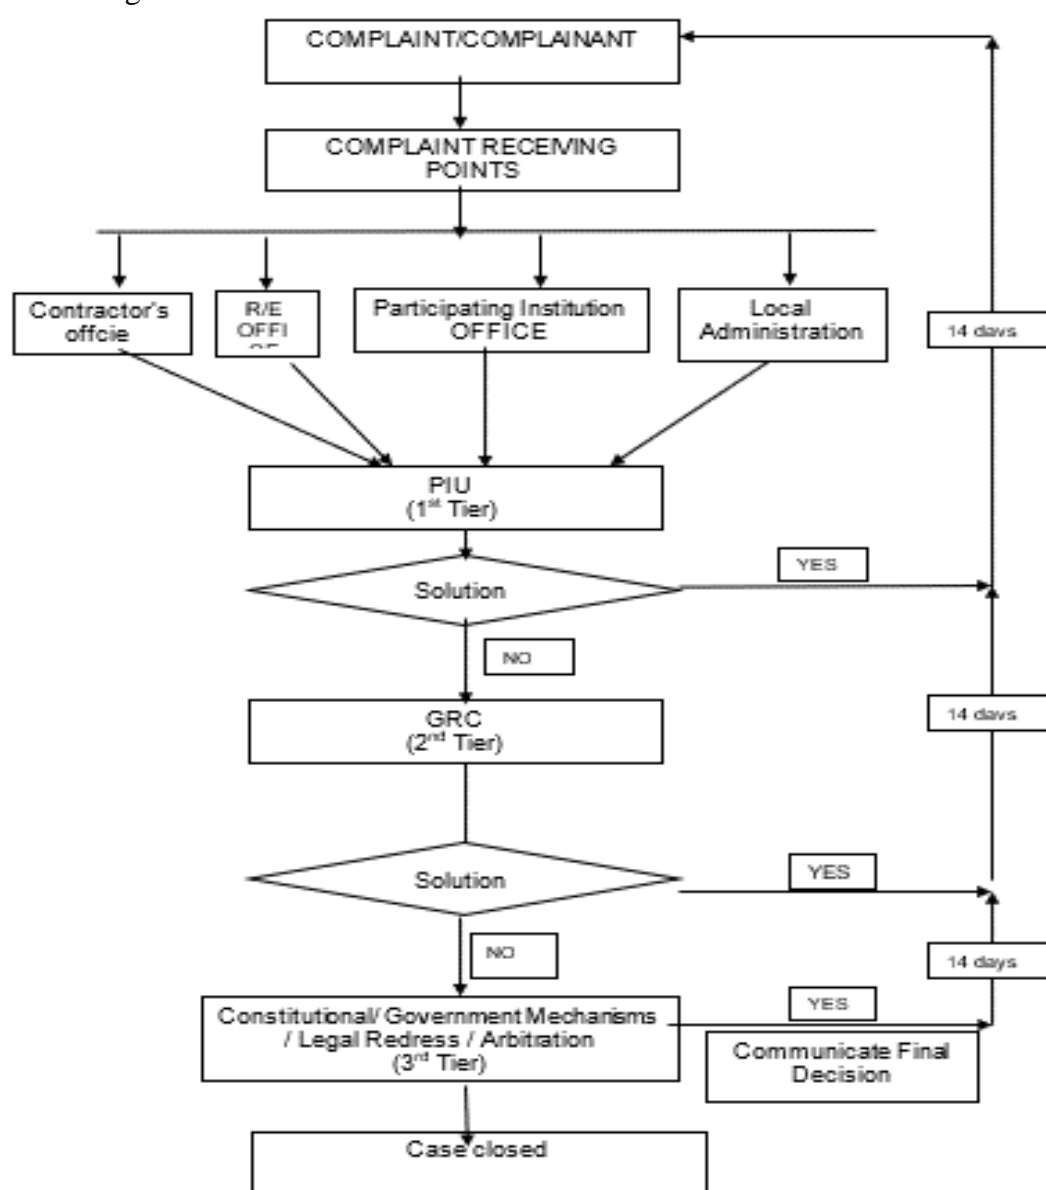 COMPLAINT/COMPLAINANT
COMPLAINT RECEIVING
POINTS
Contractor's
offcie
R/E
OFFI
Participating Institution
OFFICE
Local
Administration
14 days
PIU
(1st Tier)
Solution
YES
NO
GRC
(2nd Tier)
14 days
Solution
YES
NO
14 days
Constitutional/ Government Mechanisms
/ Legal Redress / Arbitration
(3rd Tier)
YES
Communicate Final
Decision
Case closed